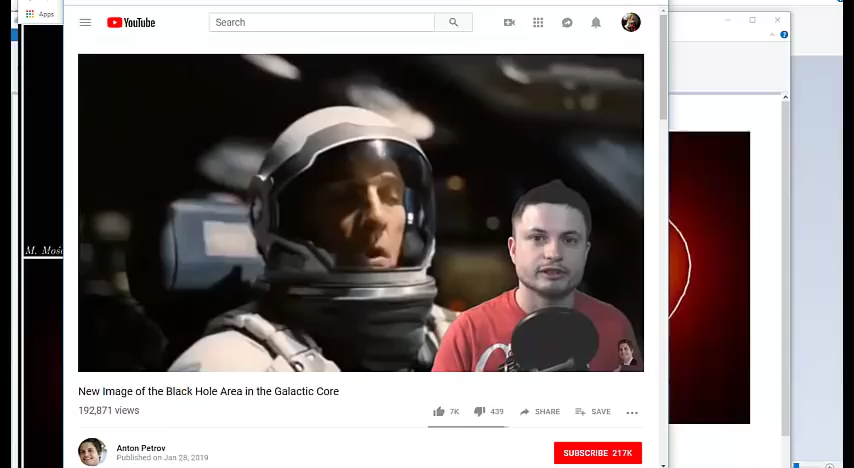 Apps
YouTube
Search
M. Mość
New Image of the Black Hole Area in the Galactic Core
192,871 views
7K
439
SHARE
SAVE
Anton Petrov
Published on Jan 28, 2019
SUBSCRIBE 217K